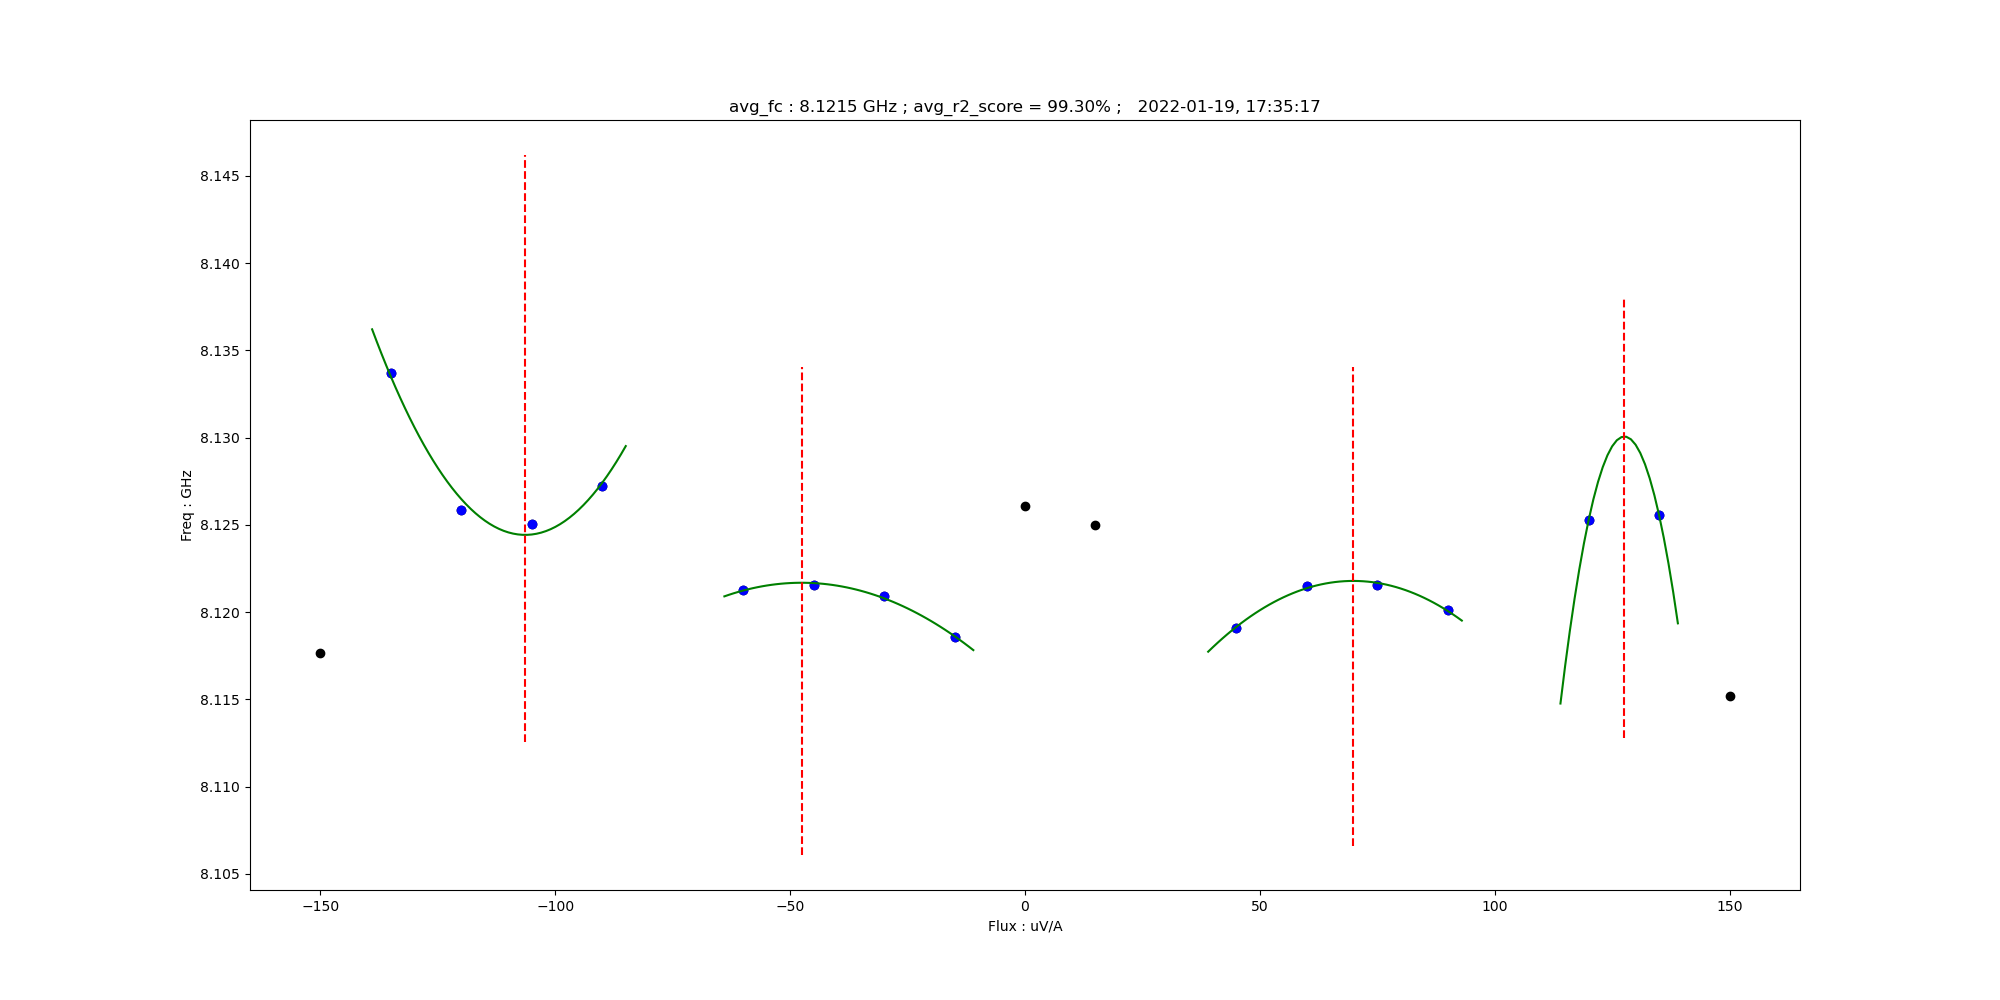 avg_fc : 8.1215 GHz ; avg_r2_score = 99.30% ;   2022-01-19, 17:35:17
8.145
8.140
8.135
8.130
8.125
8.120
8.115
8.110
8.105
Freq : GHz
−150 −100 −50 0 50 100 150
Flux : uV/A